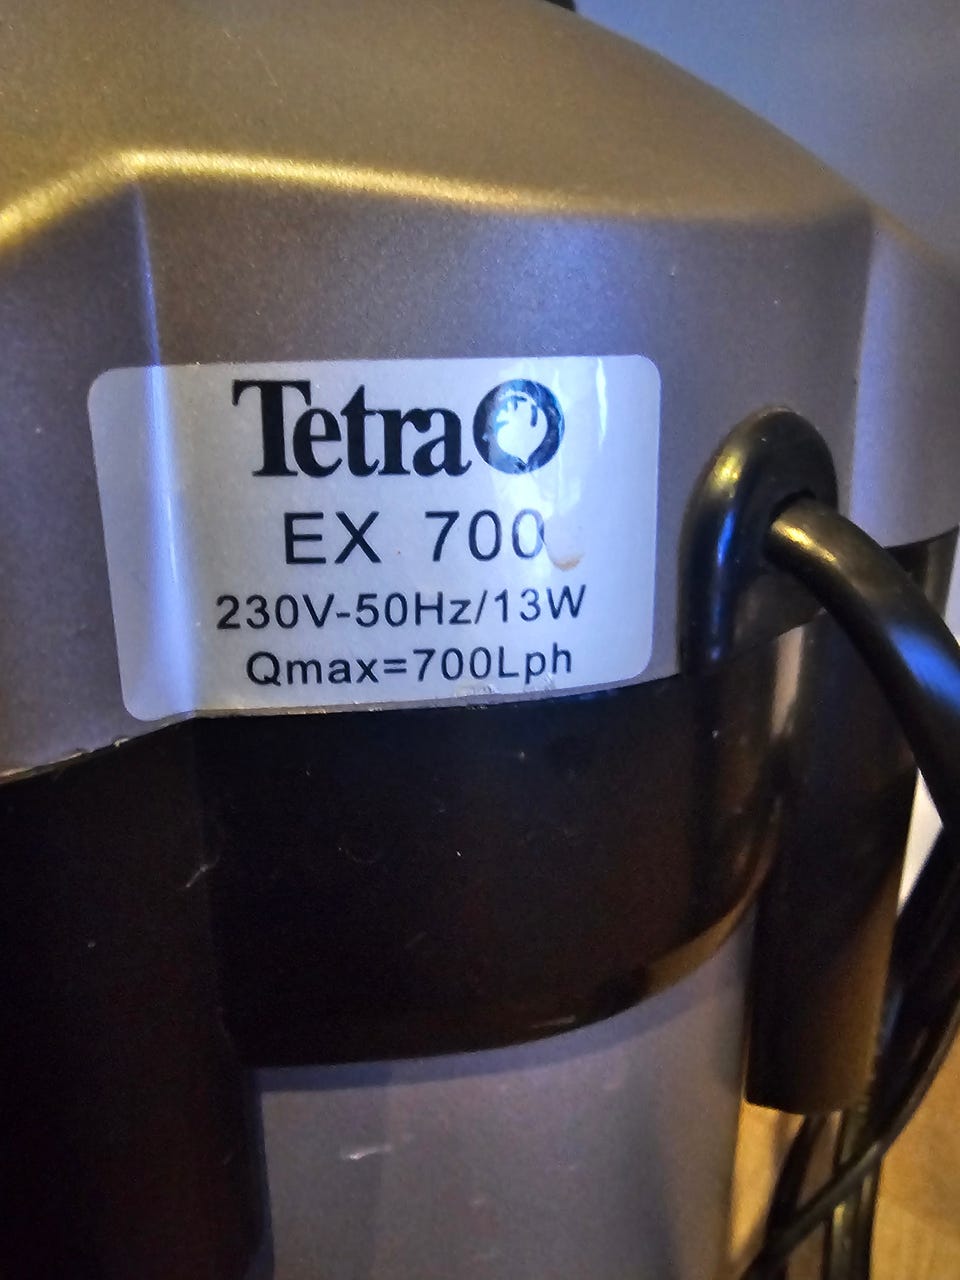 Tetra
EX 700
230V-50Hz/13W
Qmax=700Lph